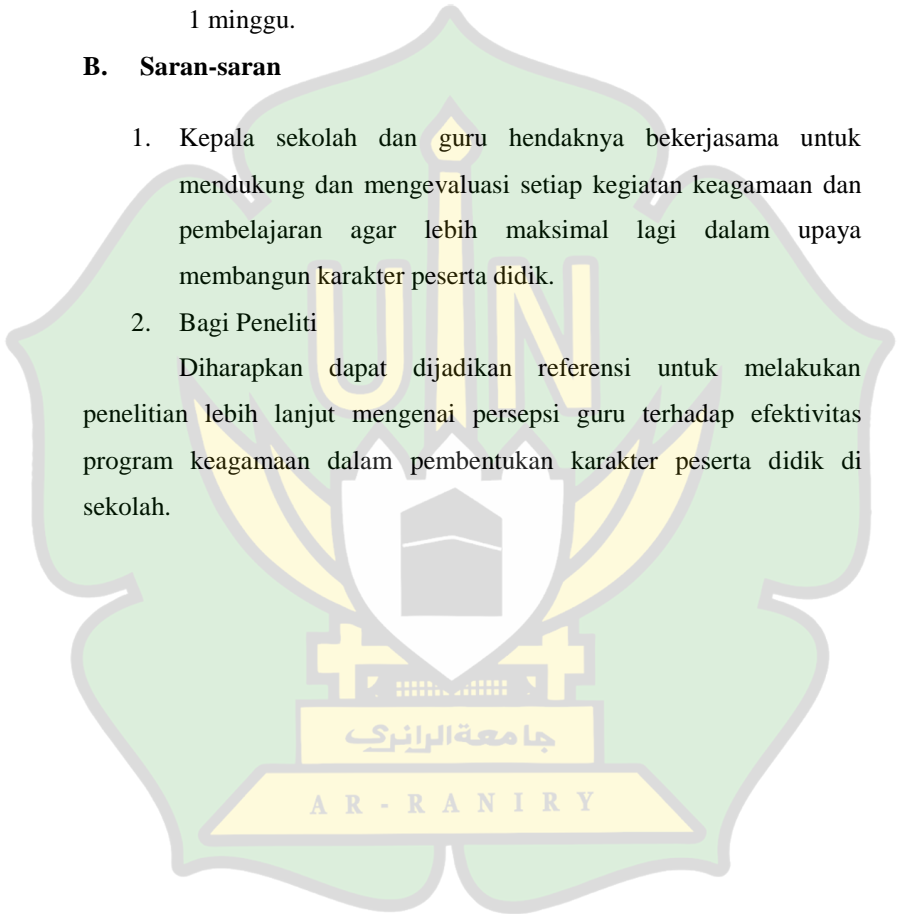 1 minggu.
B. Saran-saran
1. Kepala sekolah dan guru hendaknya bekerjasama untuk
mendukung dan mengevaluasi setiap kegiatan keagamaan dan
pembelajaran agar lebih maksimal lagi dalam upaya
membangun karakter peserta didik.
2. Bagi Peneliti
Diharapkan dapat dijadikan referensi untuk melakukan
penelitian lebih lanjut mengenai persepsi guru terhadap efektivitas
program keagamaan dalam pembentukan karakter peserta didik di
sekolah.
UIN
جامعة الرانري
AR-RANIRY